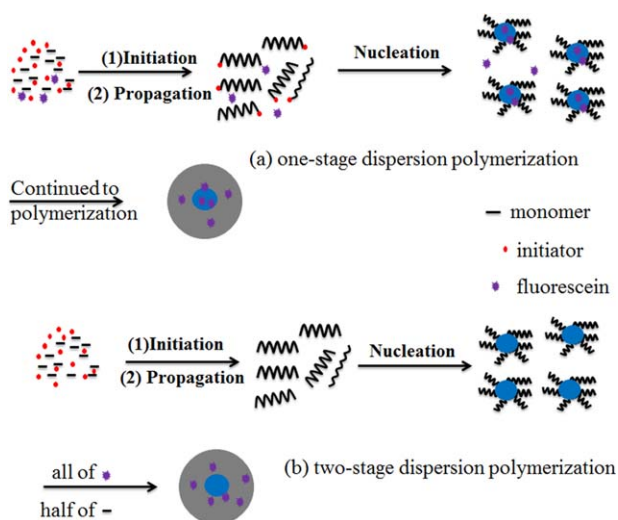 (1)Initiation
(2) Propagation
Nucleation
(a) one-stage dispersion polymerization
Continued to
polymerization
monomer
initiator
fluorescein
(1)Initiation
(2) Propagation
Nucleation
all of
half of
(b) two-stage dispersion polymerization